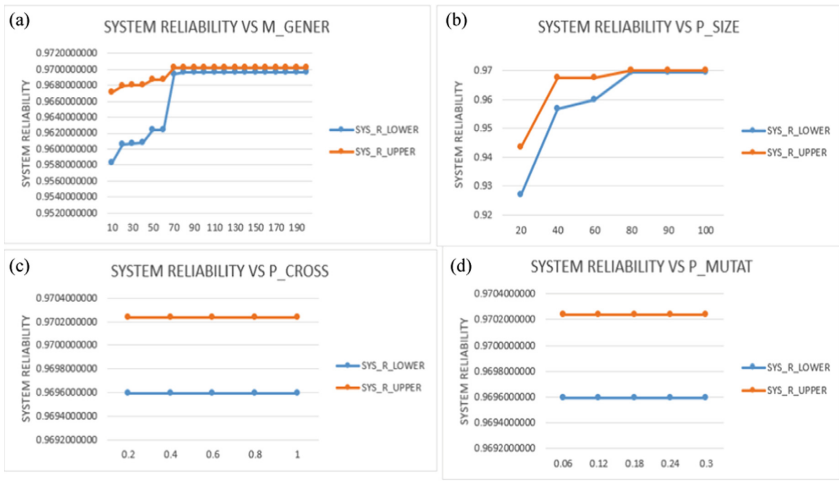 (a)
SYSTEM RELIABILITY VS M_GENER
SYSTEM RELIABILITY
0.9720000000
0.9700000000
0.9680000000
0.9660000000
0.9640000000
0.9620000000
0.9600000000
0.9580000000
0.9560000000
0.9540000000
0.9520000000
10 30 50 70 90 110 130 150 170 190
SYS_R_LOWER
SYS_R_UPPER
(b)
SYSTEM RELIABILITY VS P_SIZE
SYSTEM RELIABILITY
0.97
0.96
0.95
0.94
0.93
0.92
20 40 60 80 100
SYS_R_LOWER
SYS_R_UPPER
(c)
SYSTEM RELIABILITY VS P_CROSS
SYSTEM RELIABILITY
0.9704000000
0.9702000000
0.9700000000
0.9698000000
0.9696000000
0.9694000000
0.9692000000
0.2 0.4 0.6 0.8 1
SYS_R_LOWER
SYS_R_UPPER
(d)
SYSTEM RELIABILITY VS P_MUTAT
SYSTEM RELIABILITY
0.9704000000
0.9702000000
0.9700000000
0.9698000000
0.9696000000
0.9694000000
0.9692000000
0.06 0.12 0.18 0.24 0.3
SYS_R_LOWER
SYS_R_UPPER